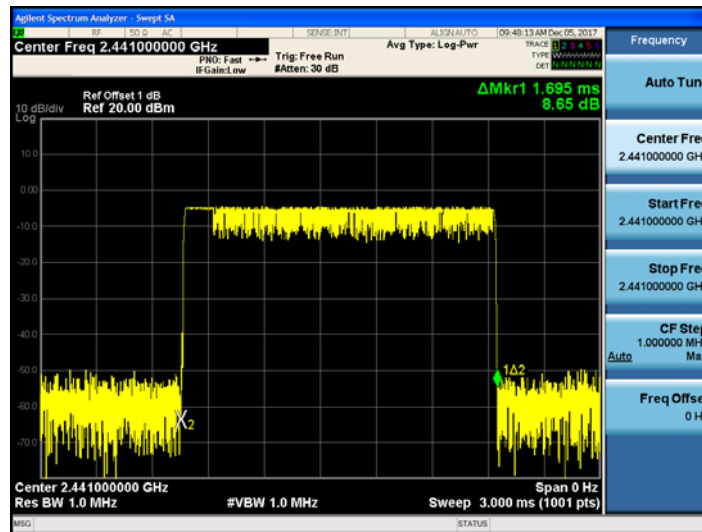 Agilent Spectrum Analyzer - Swept SA
RF 50 Ω AC SENSE:INT ALIGN AUTO 09:48:13 AM Dec 05, 2017
Center Freq 2.441000000 GHz
Avg Type: Log-Pwr
TRACE 1 2 3 4 5 6
TYPE W
DET N N N N N N
PNO: Fast
IFGain:Low
Trig: Free Run
#Atten: 30 dB
Frequency
Auto Tun
Center Fre
2.441000000 GH
Start Fre
2.441000000 GH
Stop Fre
2.441000000 GH
CF Step
1.000000 MH
Auto Ma
Freq Offse
0 H
ΔMkr1 1.695 ms
8.65 dB
Ref Offset 1 dB
10 dB/div Ref 20.00 dBm
Log
10.0
0.00
-10.0
-20.0
-30.0
-40.0
-50.0
-60.0
-70.0
1Δ2
X2
Center 2.441000000 GHz Span 0 Hz
Res BW 1.0 MHz #VBW 1.0 MHz Sweep 3.000 ms (1001 pts)
MSG STATUS